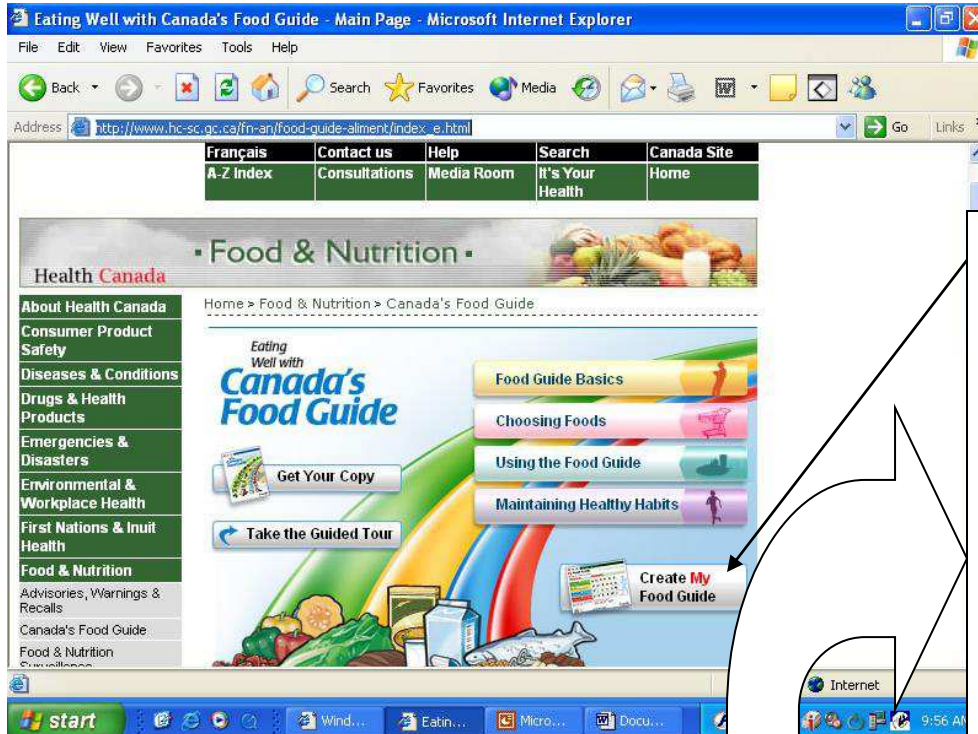 Eating Well with Canada's Food Guide - Main Page - Microsoft Internet Explorer
File Edit View Favorites Tools Help
Back Search Favorites Media
Address http://www.hc-sc.gc.ca/fn-an/food-guide-aliment/index_e.html Go Links
Français Contact us Help Search Canada Site
A-Z Index Consultations Media Room It's Your Health Home
Food & Nutrition
Health Canada
Home > Food & Nutrition > Canada's Food Guide
About Health Canada
Consumer Product
Safety
Diseases & Conditions
Drugs & Health
Products
Emergencies &
Disasters
Environmental &
Workplace Health
First Nations & Inuit
Health
Food & Nutrition
Advisories, Warnings &
Recalls
Canada's Food Guide
Food & Nutrition
Eating
Well with
Canada's
Food Guide
Get Your Copy
Take the Guided Tour
Food Guide Basics
Choosing Foods
Using the Food Guide
Maintaining Healthy Habits
Create My
Food Guide
Internet
start Wind... Eatin... Micro... Docu... 9:56 AM